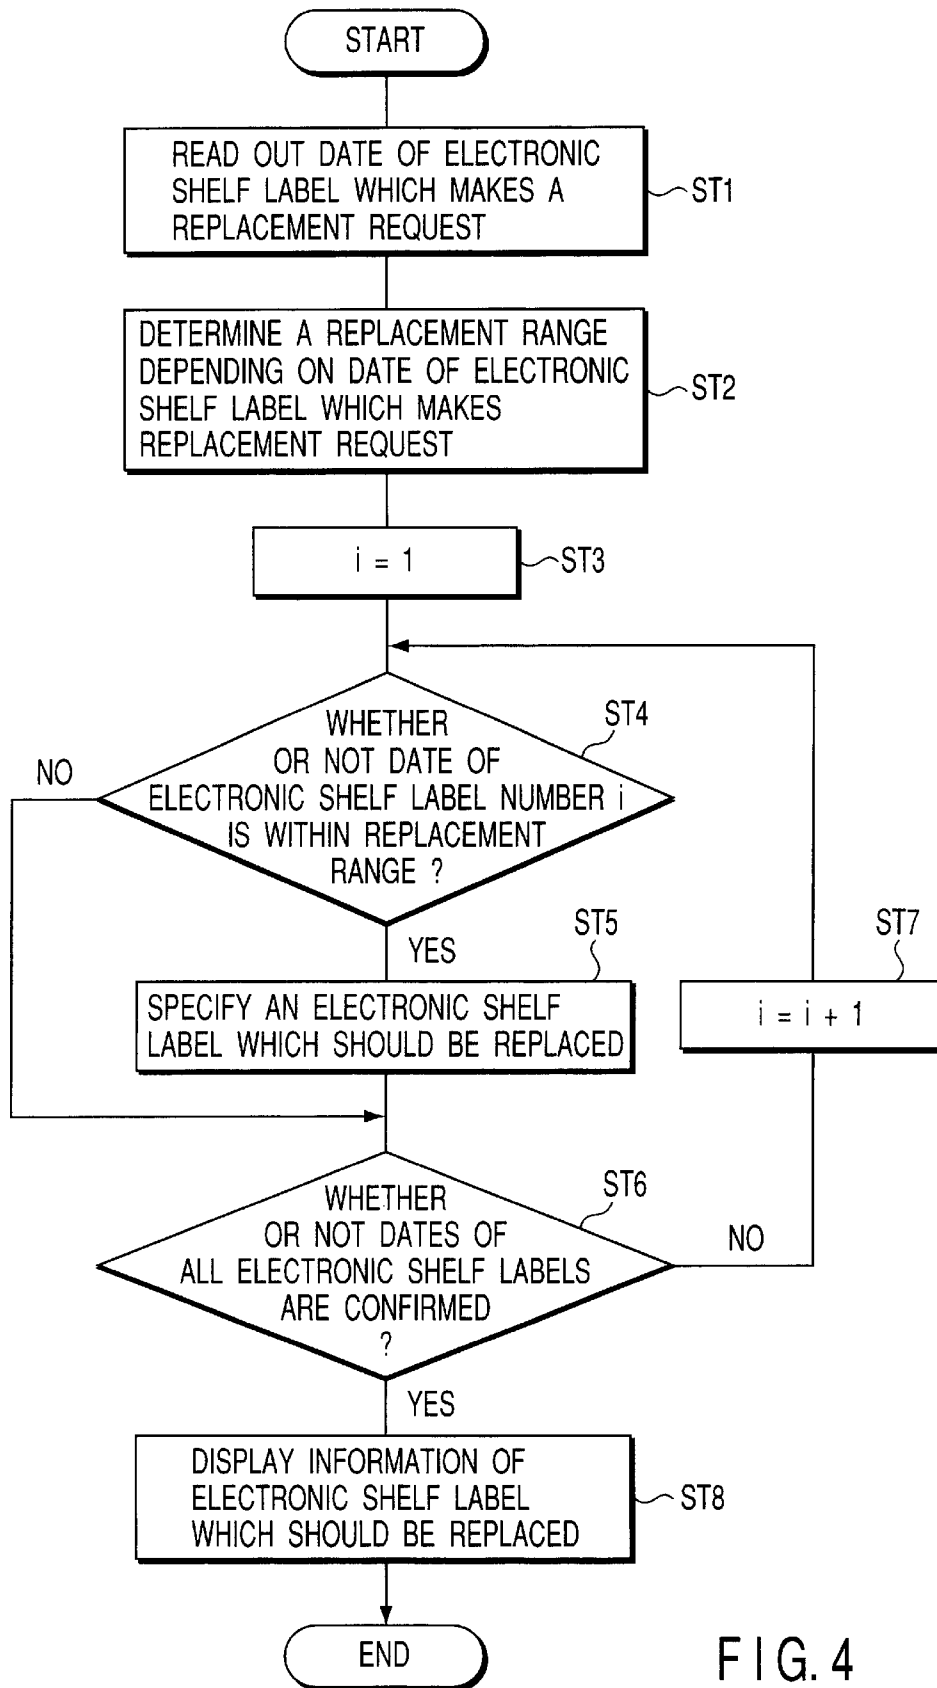 START
READ OUT DATE OF ELECTRONIC
SHELF LABEL WHICH MAKES A
REPLACEMENT REQUEST
ST1
DETERMINE A REPLACEMENT RANGE
DEPENDING ON DATE OF ELECTRONIC
SHELF LABEL WHICH MAKES
REPLACEMENT REQUEST
ST2
i = 1
ST3
WHETHER
OR NOT DATE OF
ELECTRONIC SHELF LABEL NUMBER i
IS WITHIN REPLACEMENT
RANGE ?
ST4
NO
YES
SPECIFY AN ELECTRONIC SHELF
LABEL WHICH SHOULD BE REPLACED
ST5
i = i + 1
ST7
WHETHER
OR NOT DATES OF
ALL ELECTRONIC SHELF LABELS
ARE CONFIRMED
?
ST6
NO
YES
DISPLAY INFORMATION OF
ELECTRONIC SHELF LABEL
WHICH SHOULD BE REPLACED
ST8
END
FIG. 4